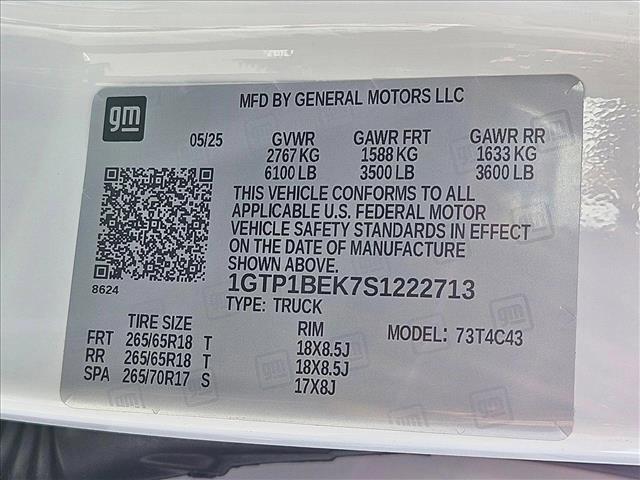 gm
MFD BY GENERAL MOTORS LLC
05/25 GVWR GAWR FRT GAWR RR
2767 KG 1588 KG 1633 KG
6100 LB 3500 LB 3600 LB
THIS VEHICLE CONFORMS TO ALL
APPLICABLE U.S. FEDERAL MOTOR
VEHICLE SAFETY STANDARDS IN EFFECT
ON THE DATE OF MANUFACTURE
SHOWN ABOVE.
8624
1GTP1BEK7S1222713
TYPE: TRUCK
TIRE SIZE RIM MODEL: 73T4C43
FRT 265/65R18 T 18X8.5J
RR 265/65R18 T 18X8.5J
SPA 265/70R17 S 17X8J